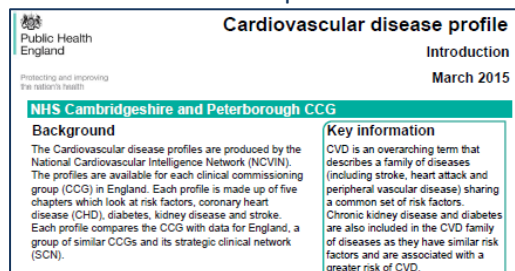 Public Health
England
Protecting and improving
the nation's health
Cardiovascular disease profile
Introduction
March 2015
NHS Cambridgeshire and Peterborough CCG
Background
The Cardiovascular disease profiles are produced by the
National Cardiovascular Intelligence Network (NCVIN).
The profiles are available for each clinical commissioning
group (CCG) in England. Each profile is made up of five
chapters which look at risk factors, coronary heart
disease (CHD), diabetes, kidney disease and stroke.
Each profile compares the CCG with data for England, a
group of similar CCGs and its strategic clinical network
(SCN).
Key information
CVD is an overarching term that
describes a family of diseases
(including stroke, heart attack and
peripheral vascular disease) sharing
a common set of risk factors.
Chronic kidney disease and diabetes
are also included in the CVD family
of diseases as they have similar risk
factors and are associated with a
greater risk of CVD.